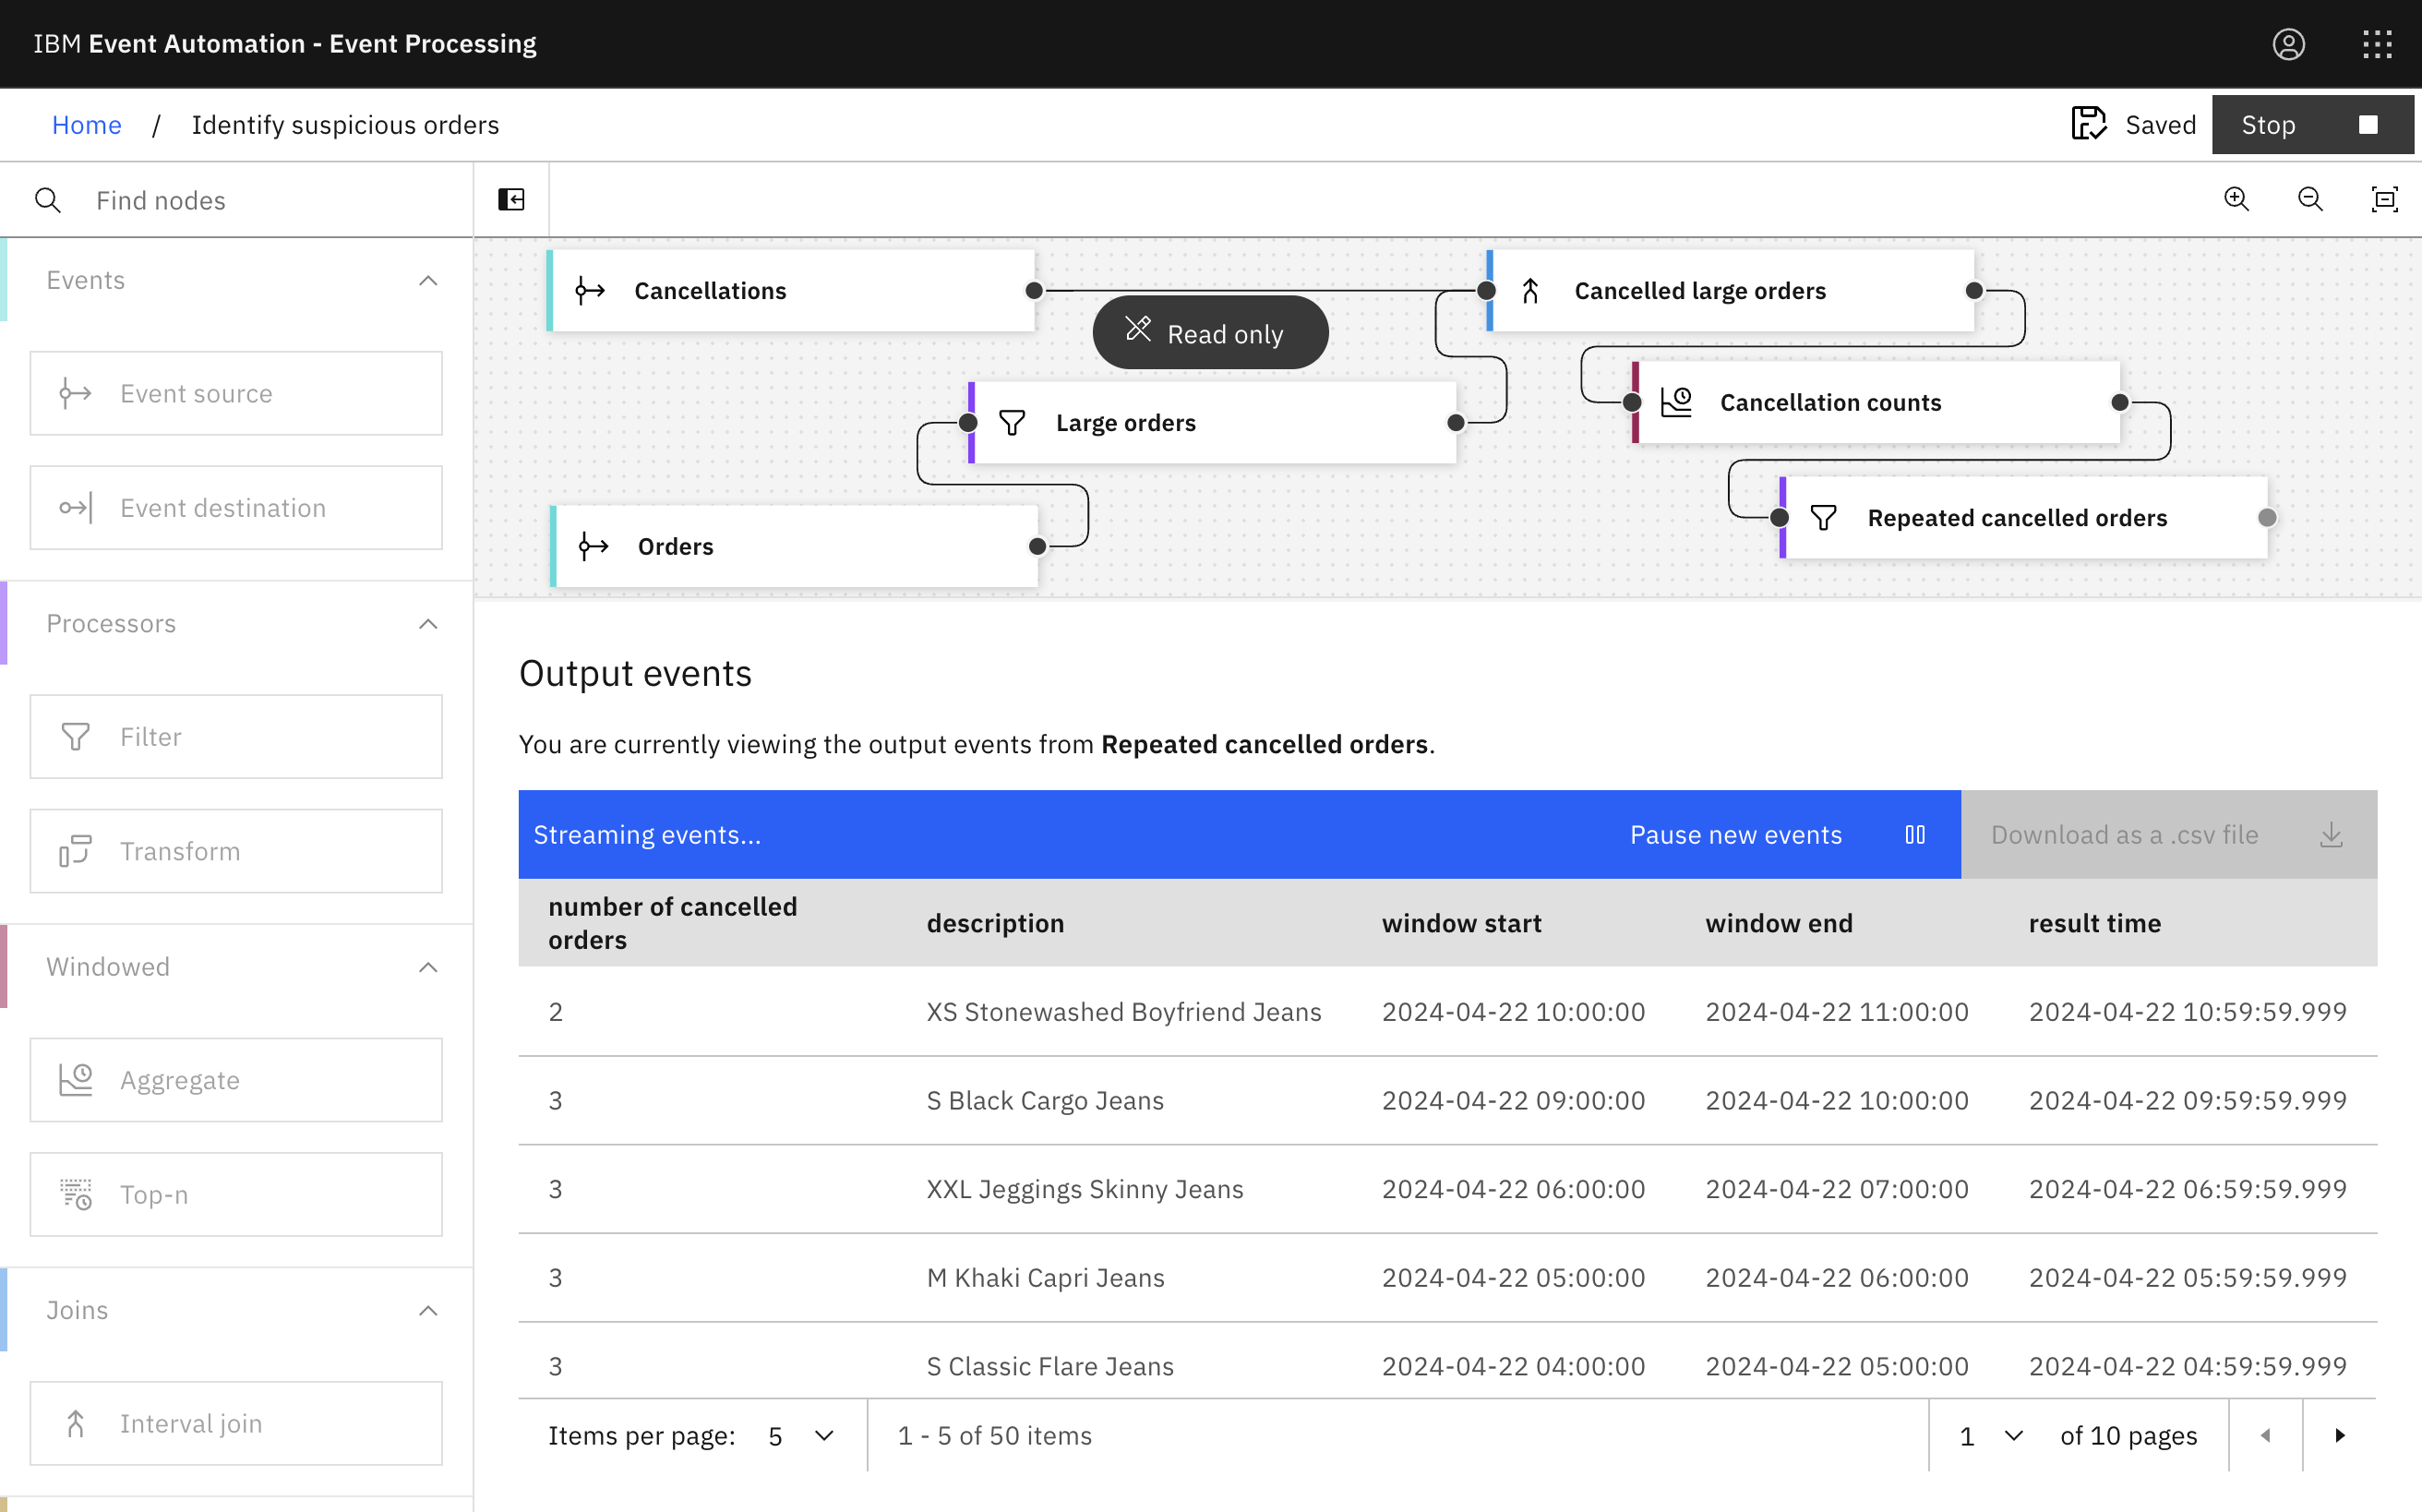 IBM Event Automation - Event Processing
Home / Identify suspicious orders
Saved
Stop
Find nodes
Events
Event source
Event destination
Processors
Filter
Transform
Windowed
Aggregate
Top-n
Joins
Interval join
Cancellations
Cancelled large orders
Read only
Large orders
Cancellation counts
Orders
Repeated cancelled orders
Output events
You are currently viewing the output events from Repeated cancelled orders.
Streaming events...
Pause new events
Download as a .csv file
number of cancelled
orders
description
window start
window end
result time
2 XS Stonewashed Boyfriend Jeans 2024-04-22 10:00:00 2024-04-22 11:00:00 2024-04-22 10:59:59.999
3 S Black Cargo Jeans 2024-04-22 09:00:00 2024-04-22 10:00:00 2024-04-22 09:59:59.999
3 XXL Jeggings Skinny Jeans 2024-04-22 06:00:00 2024-04-22 07:00:00 2024-04-22 06:59:59.999
3 M Khaki Capri Jeans 2024-04-22 05:00:00 2024-04-22 06:00:00 2024-04-22 05:59:59.999
3 S Classic Flare Jeans 2024-04-22 04:00:00 2024-04-22 05:00:00 2024-04-22 04:59:59.999
Items per page: 5
1 - 5 of 50 items
1 of 10 pages